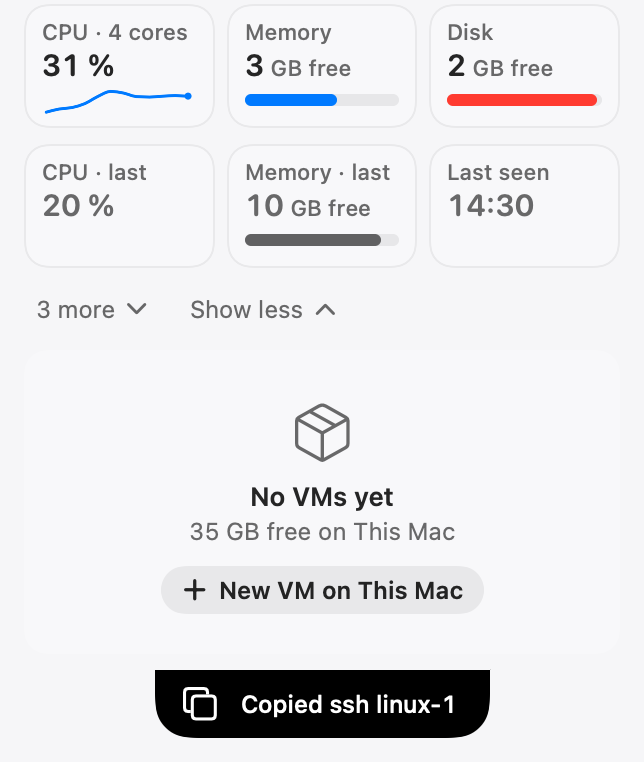 CPU · 4 cores
31 %
Memory
3 GB free
Disk
2 GB free
CPU · last
20 %
Memory · last
10 GB free
Last seen
14:30
3 more
Show less
No VMs yet
35 GB free on This Mac
+ New VM on This Mac
Copied ssh linux-1